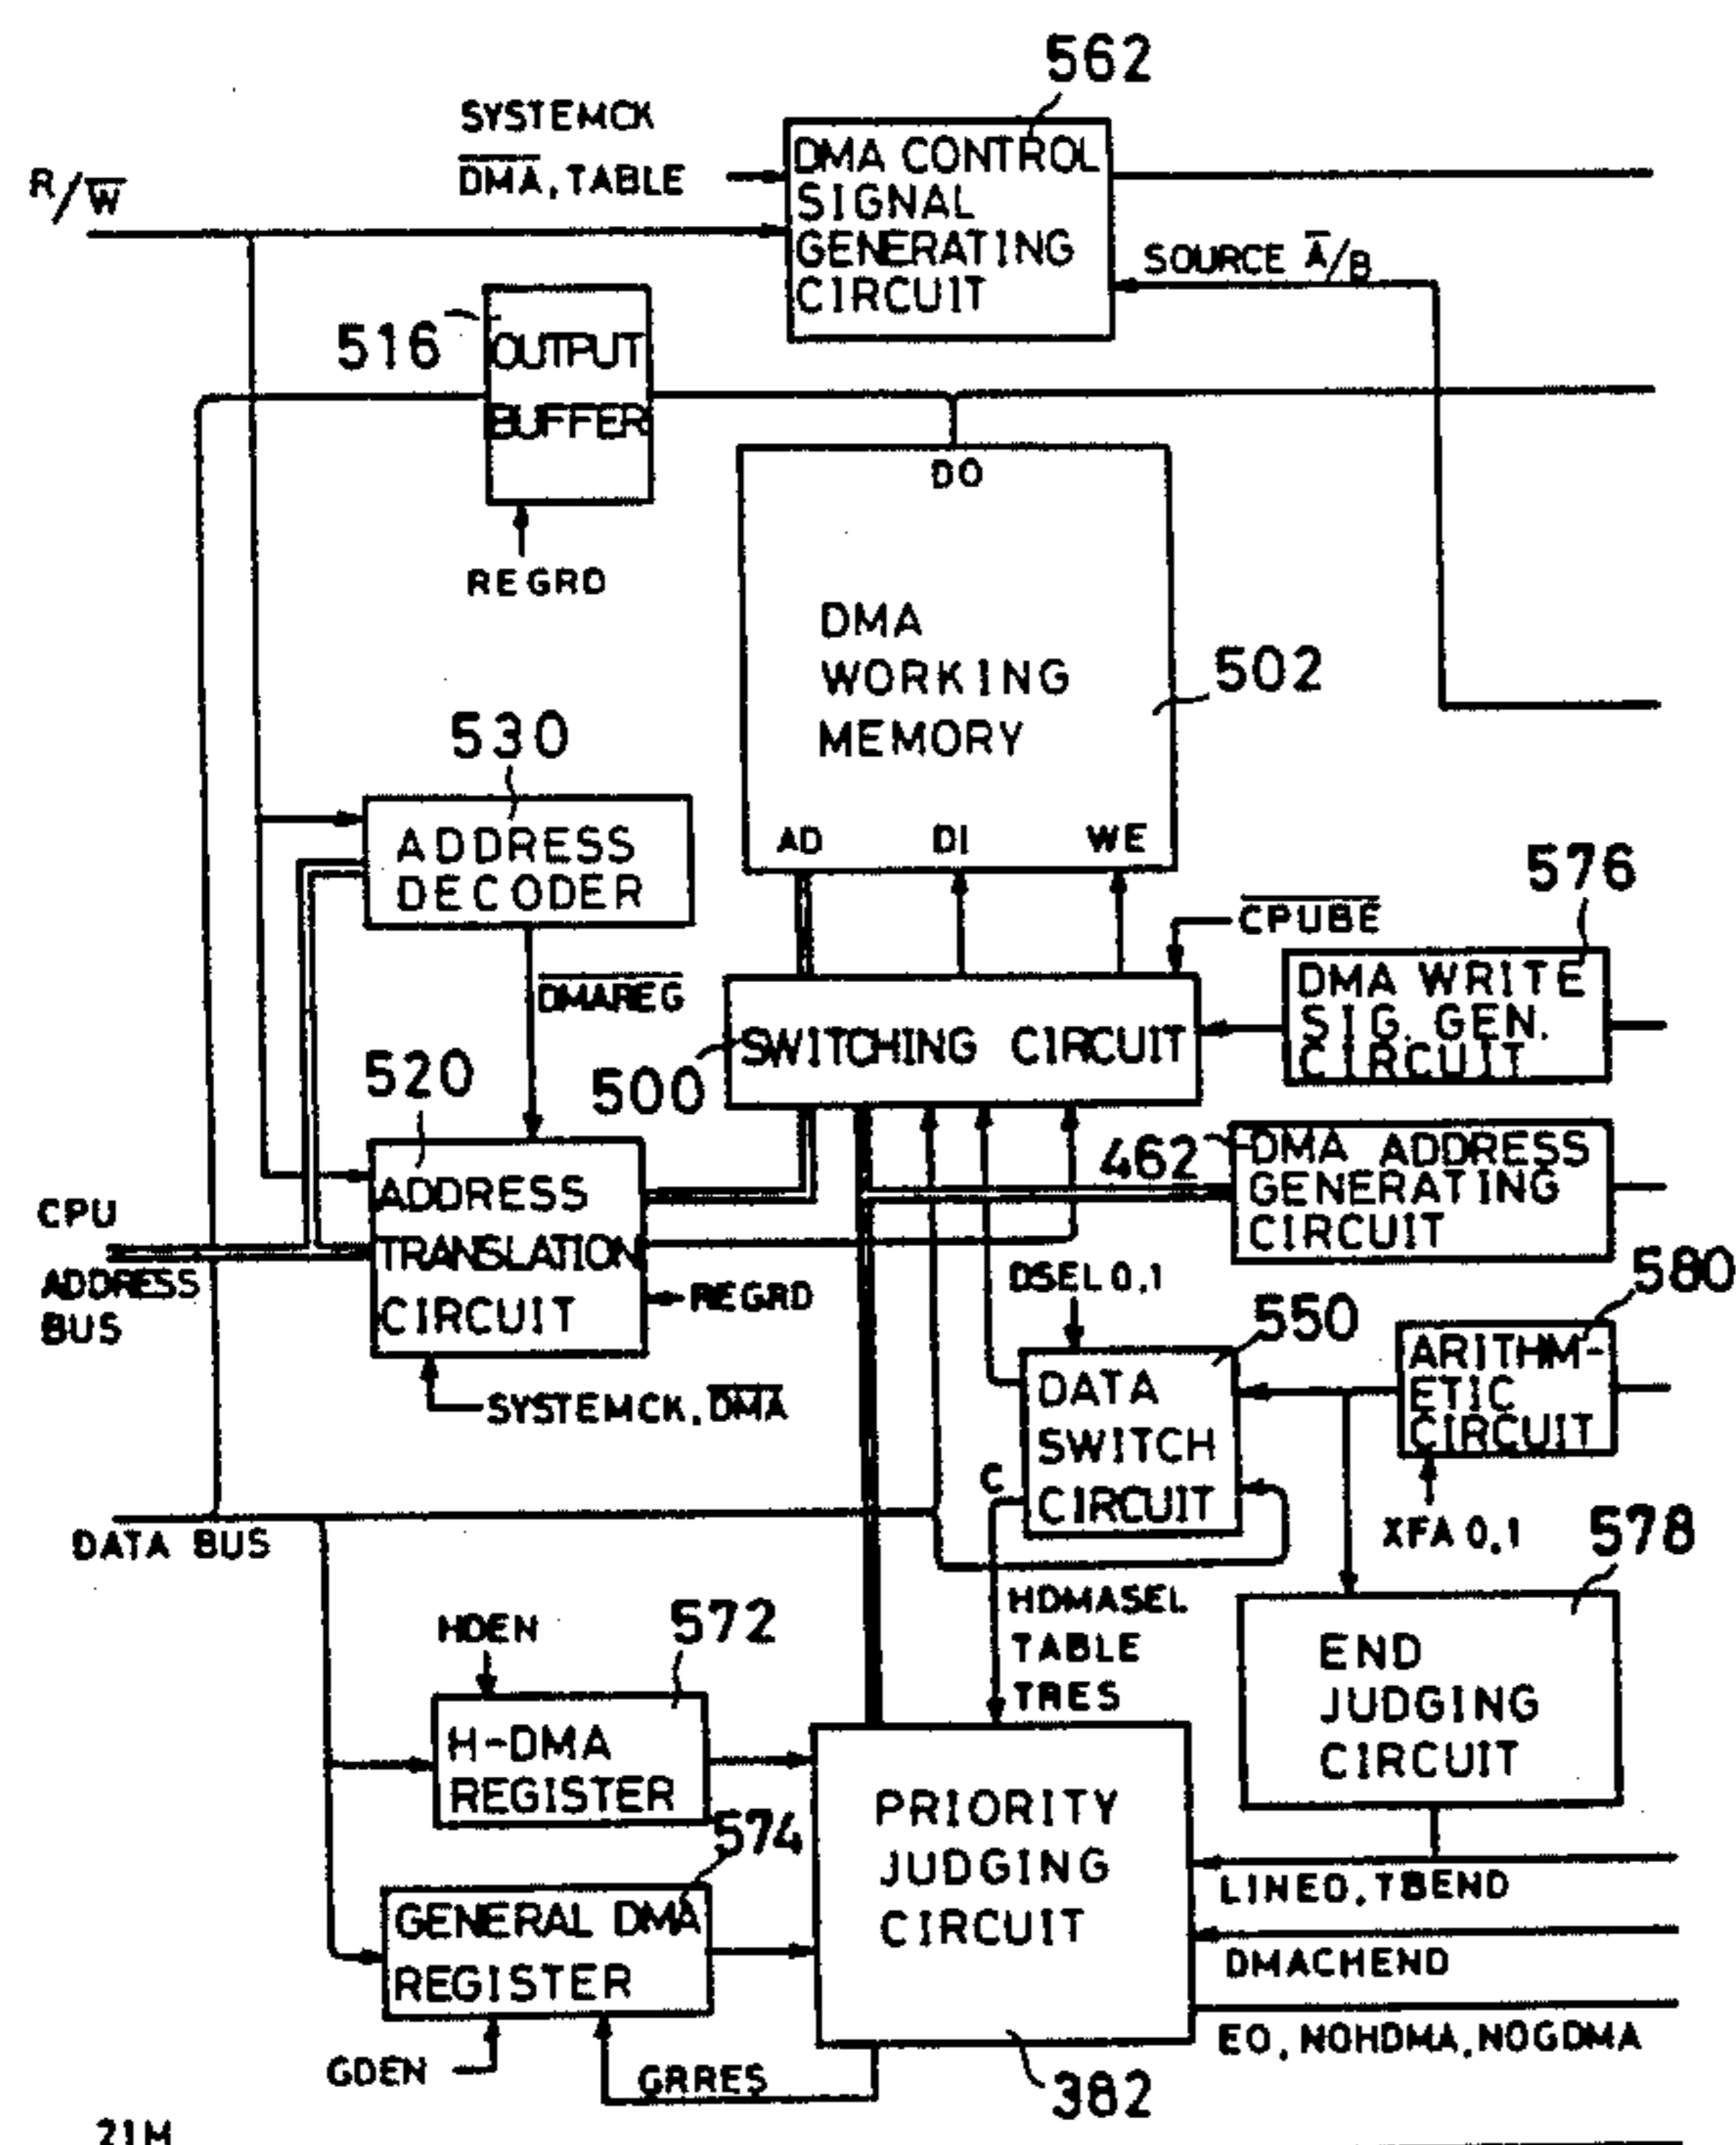 562
SYSTEMCK
DMA, TABLE
R/W
DMA CONTROL
SIGNAL
GENERATING
CIRCUIT
SOURCE A/B
516
OUTPUT
BUFFER
REGRD
DO
DMA
WORKING
MEMORY
502
AD DI WE
530
ADDRESS
DECODER
CPUBE
576
DMA WRITE
SIG. GEN.
CIRCUIT
DMAREG
SWITCHING CIRCUIT
500
520
ADDRESS
TRANSLATION
CIRCUIT
CPU
ADDRESS
BUS
REGRD
SYSTEMCK, DMA
462
DMA ADDRESS
GENERATING
CIRCUIT
DSEL 0,1
550
DATA
SWITCH
CIRCUIT
C
580
ARITHM-
ETIC
CIRCUIT
XFA 0,1
DATA BUS
578
END
JUDGING
CIRCUIT
HDMASEL
TABLE
TRES
HDEN
572
H-DMA
REGISTER
574
GENERAL DMA
REGISTER
GDEN
GRRES
PRIORITY
JUDGING
CIRCUIT
382
LINE0, TBEND
DMACHEND
EO, NOHDMA, NOGDMA
21M